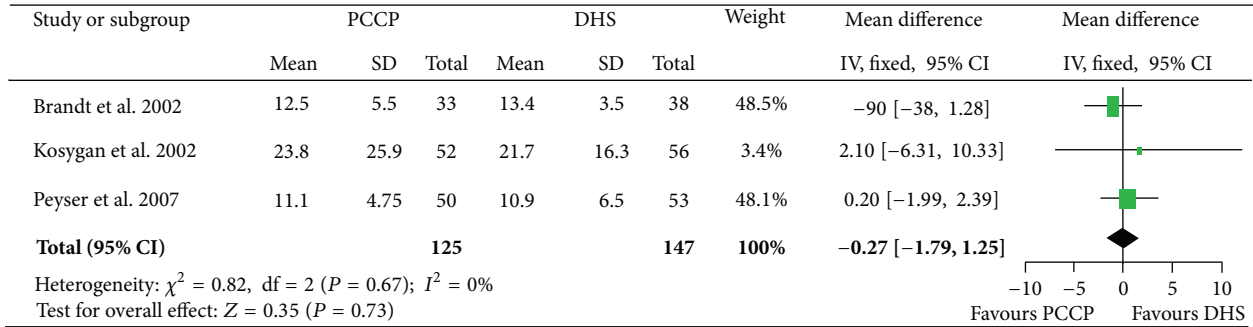 Study or subgroup PCCP DHS Weight Mean difference Mean difference
Mean SD Total Mean SD Total IV, fixed, 95% CI IV, fixed, 95% CI
Brandt et al. 2002 12.5 5.5 33 13.4 3.5 38 48.5% −90 [−38, 1.28]
Kosygan et al. 2002 23.8 25.9 52 21.7 16.3 56 3.4% 2.10 [−6.31, 10.33]
Peyser et al. 2007 11.1 4.75 50 10.9 6.5 53 48.1% 0.20 [−1.99, 2.39]
Total (95% CI) 125 147 100% −0.27 [−1.79, 1.25]
Heterogeneity: χ² = 0.82, df = 2 (P = 0.67); I² = 0%
Test for overall effect: Z = 0.35 (P = 0.73)
−10 −5 0 5 10
Favours PCCP Favours DHS